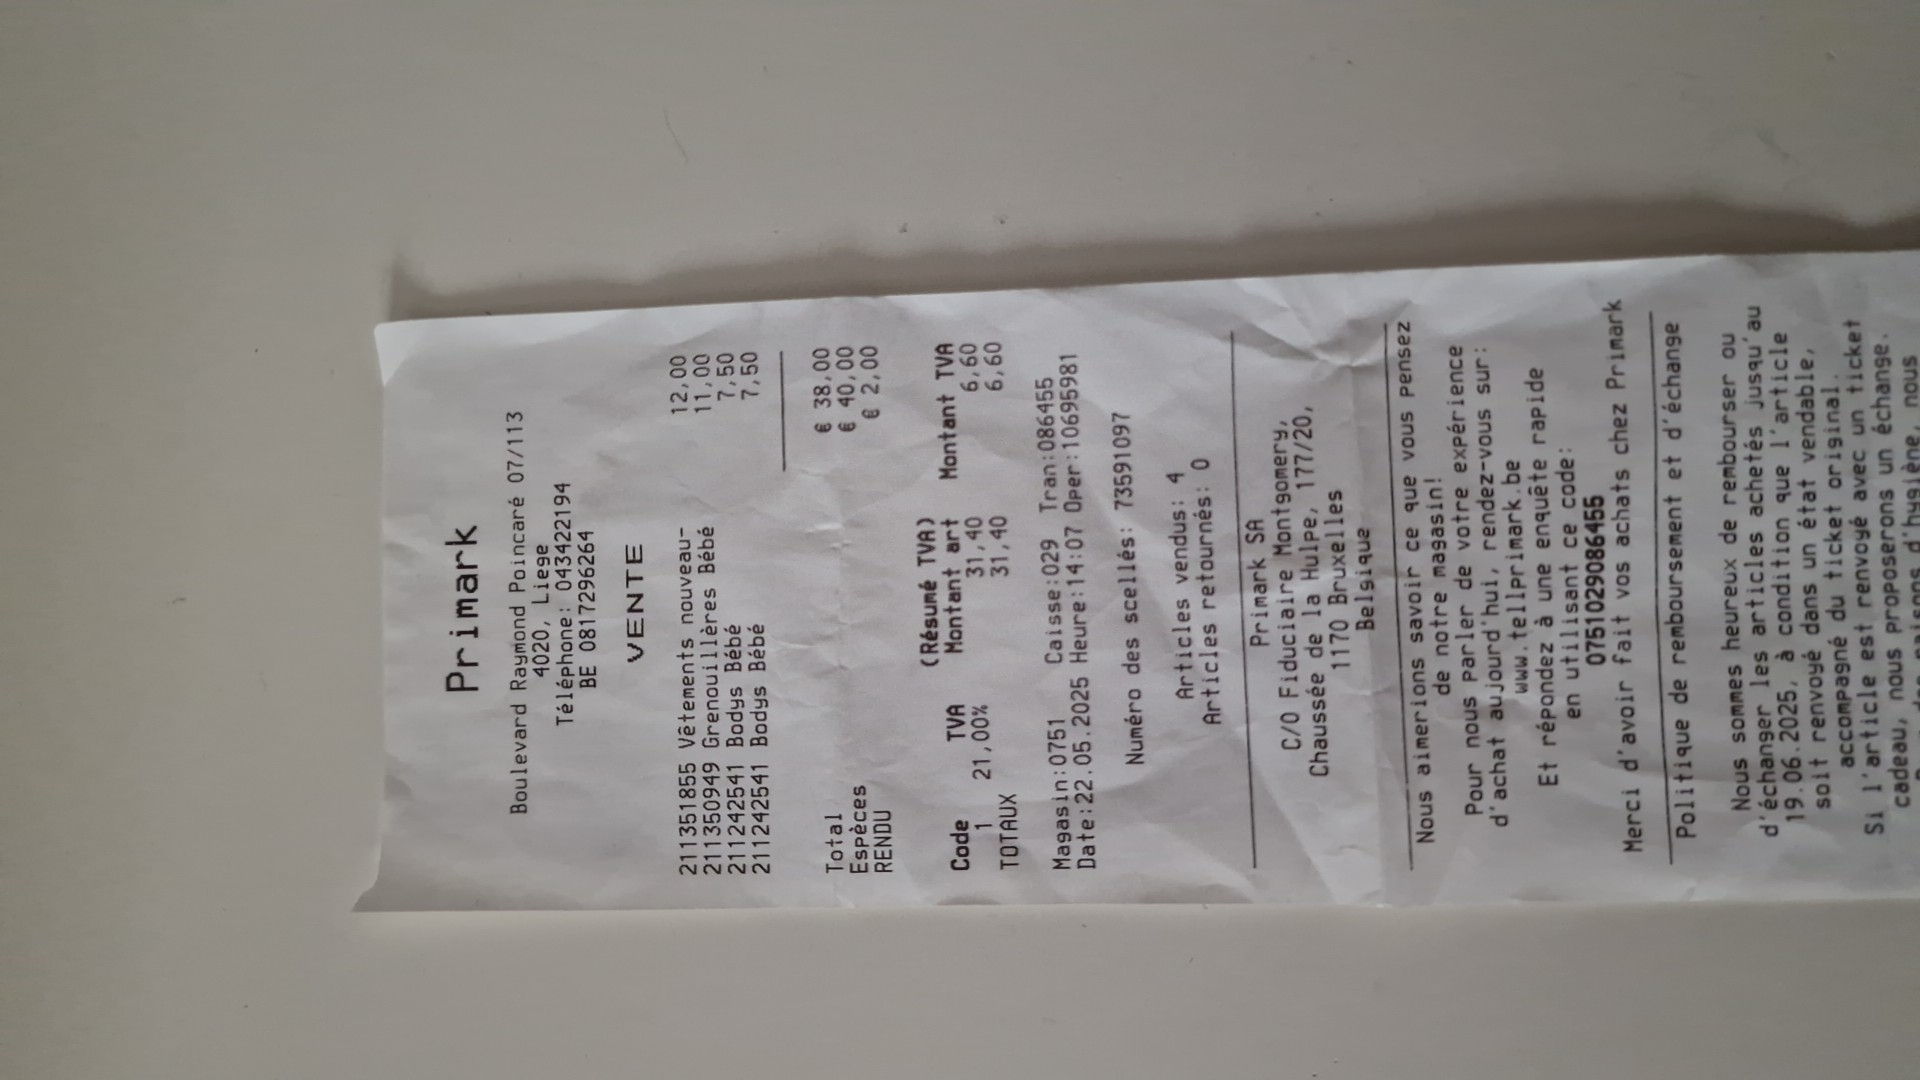 Primark
Boulevard Raymond Poincaré 07/113
4020, Liege
Téléphone: 043422194
BE 0817296264
VENTE
211351855 Vêtements nouveau- 12,00
211350949 Grenouillères Bébé 11,00
211242541 Bodys Bébé 7,50
211242541 Bodys Bébé 7,50
Total € 38,00
Espèces € 40,00
RENDU € 2,00
(Résumé TVA)
Code TVA Montant art Montant TVA
1 21,00% 31,40 6,60
TOTAUX 31,40 6,60
Magasin:0751 Caisse:029 Tran:086455
Date:22.05.2025 Heure:14:07 Oper:10695981
Numéro des scellés: 73591097
Articles vendus: 4
Articles retournés: 0
Primark SA
C/O Fiduciaire Montgomery,
Chaussée de la Hulpe, 177/20,
1170 Bruxelles
Belgique
Nous aimerions savoir ce que vous pensez
de notre magasin!
Pour nous parler de votre expérience
d'achat aujourd'hui, rendez-vous sur:
www.tellprimark.be
Et répondez à une enquête rapide
en utilisant ce code:
0751029086455
Merci d'avoir fait vos achats chez Primark
Politique de remboursement et d'échange
Nous sommes heureux de rembourser ou
d'échanger les articles achetés jusqu'au
19.06.2025, à condition que l'article
soit renvoyé dans un état vendable,
accompagné du ticket original.
Si l'article est renvoyé avec un ticket
cadeau, nous proposerons un échange.
raisons d'hygiène, nous